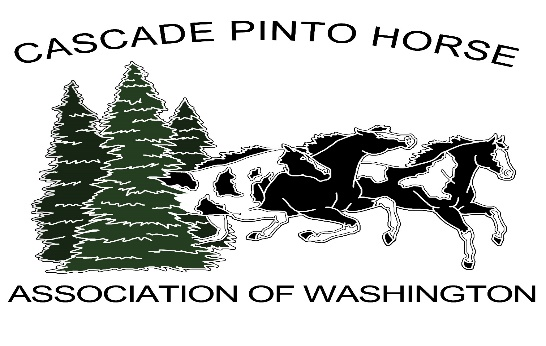 CASCADE PINTO HORSE
ASSOCIATION OF WASHINGTON